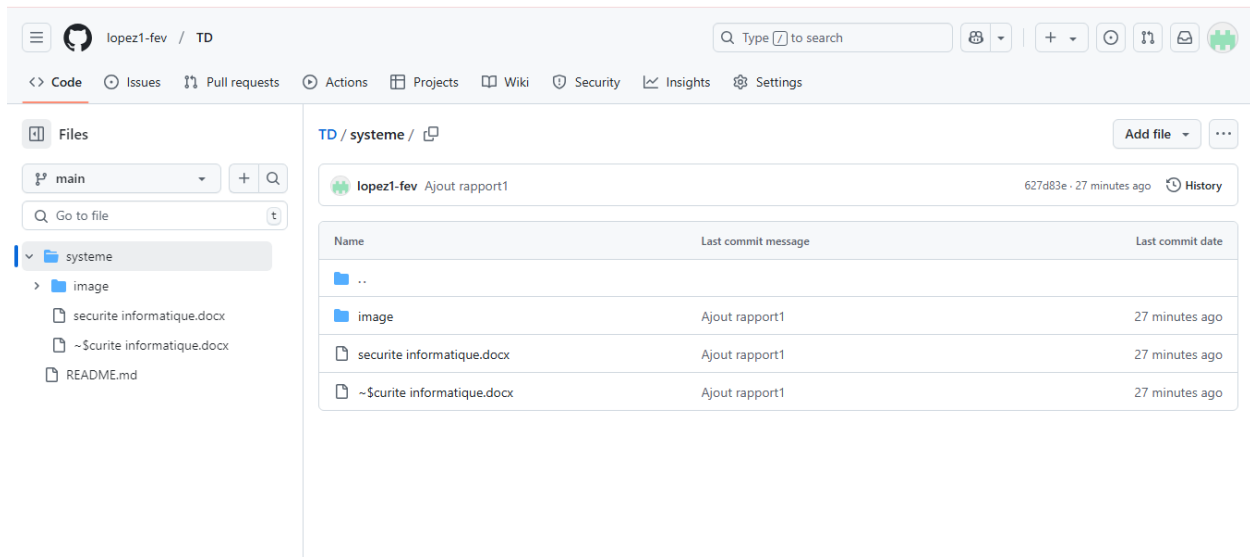 lopez1-fev / TD
Type / to search
Code Issues Pull requests Actions Projects Wiki Security Insights Settings
Files
main
Go to file t
systeme
image
securite informatique.docx
~$curite informatique.docx
README.md
TD / systeme /
Add file
lopez1-fev Ajout rapport1 627d83e · 27 minutes ago History
Name Last commit message Last commit date
..
image Ajout rapport1 27 minutes ago
securite informatique.docx Ajout rapport1 27 minutes ago
~$curite informatique.docx Ajout rapport1 27 minutes ago